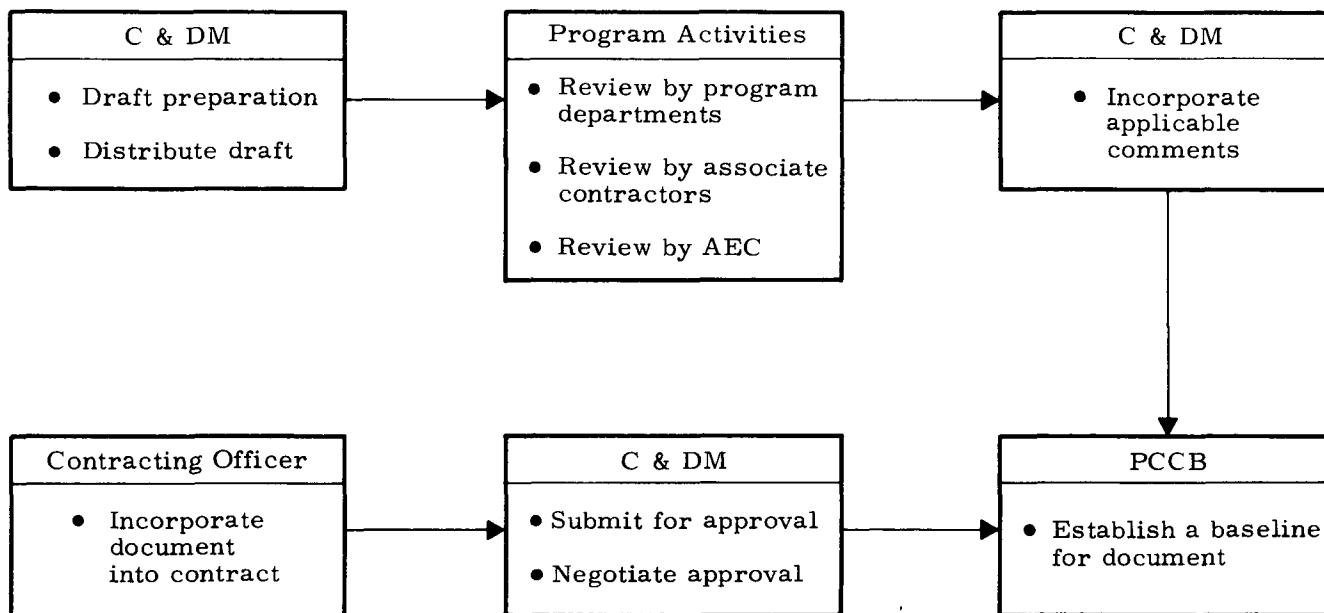 C & DM
• Draft preparation
• Distribute draft
Program Activities
• Review by program
departments
• Review by associate
contractors
• Review by AEC
C & DM
• Incorporate
applicable
comments
Contracting Officer
• Incorporate
document
into contract
C & DM
• Submit for approval
• Negotiate approval
PCCB
• Establish a baseline
for document